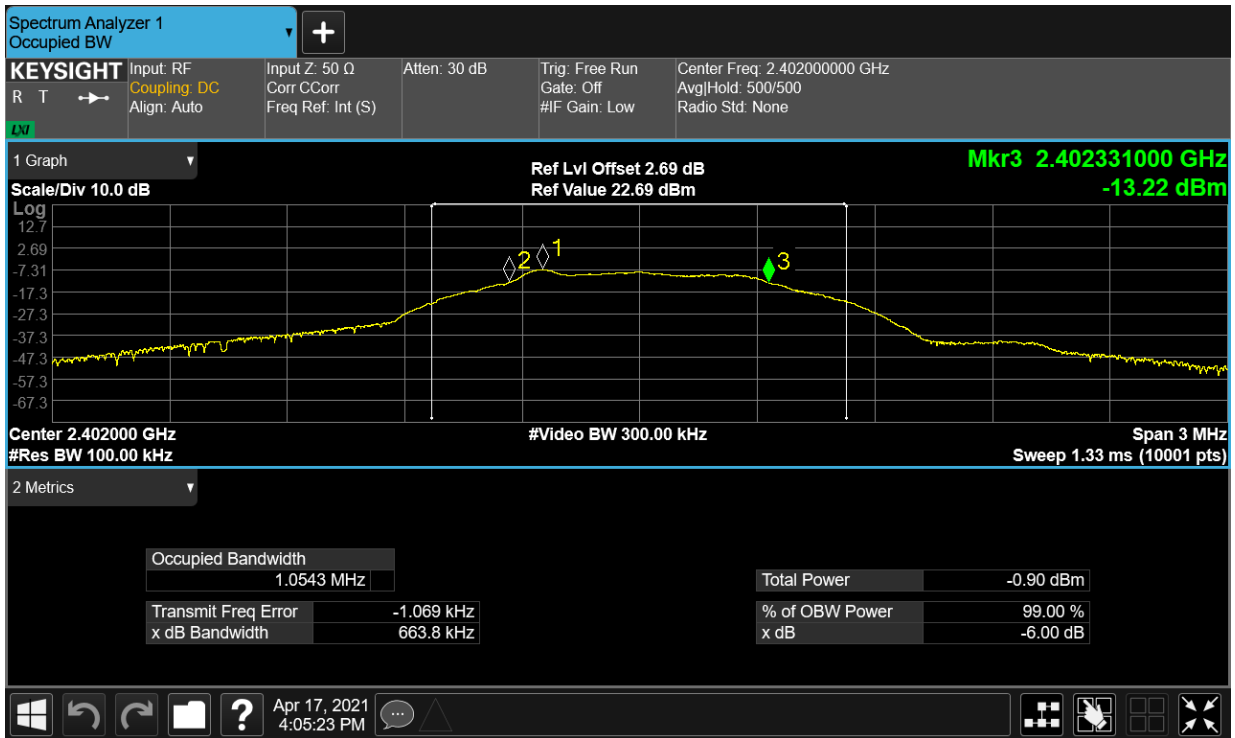 Spectrum Analyzer 1
Occupied BW
KEYSIGHT
R T
LXI
Input: RF
Coupling: DC
Align: Auto
Input Z: 50 Ω
Corr CCorr
Freq Ref: Int (S)
Atten: 30 dB
Trig: Free Run
Gate: Off
#IF Gain: Low
Center Freq: 2.402000000 GHz
Avg|Hold: 500/500
Radio Std: None
1 Graph
Scale/Div 10.0 dB
Ref Lvl Offset 2.69 dB
Ref Value 22.69 dBm
Mkr3 2.402331000 GHz
-13.22 dBm
Log
12.7
2.69
-7.31
-17.3
-27.3
-37.3
-47.3
-57.3
-67.3
2
1
3
Center 2.402000 GHz
#Video BW 300.00 kHz
Span 3 MHz
#Res BW 100.00 kHz
Sweep 1.33 ms (10001 pts)
2 Metrics
Occupied Bandwidth
1.0543 MHz
Transmit Freq Error -1.069 kHz
x dB Bandwidth 663.8 kHz
Total Power -0.90 dBm
% of OBW Power 99.00 %
x dB -6.00 dB
?
Apr 17, 2021
4:05:23 PM